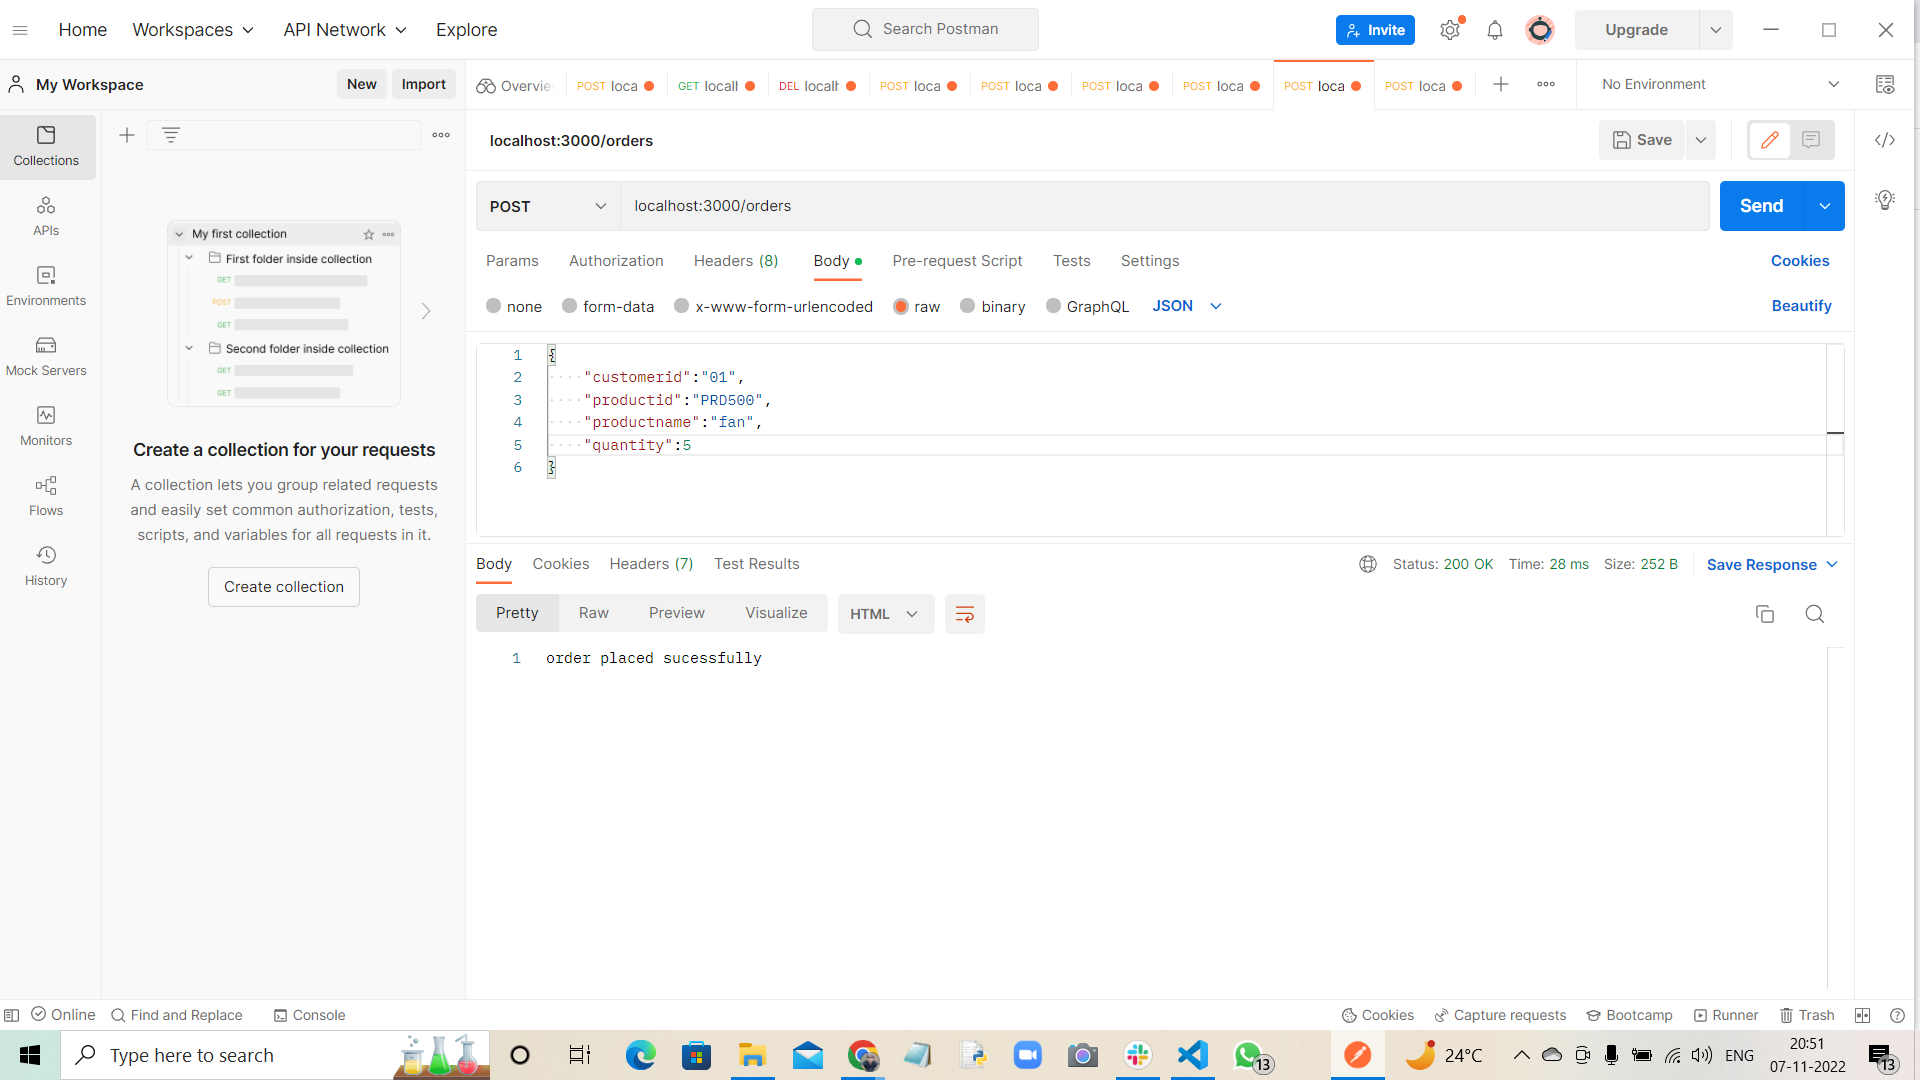 Home
Workspaces
API Network
Explore
Search Postman
Invite
Upgrade
My Workspace
New
Import
Overvie
POST loca
GET locall
DEL localh
POST loca
POST loca
POST loca
POST loca
POST loca
POST loca
No Environment
Collections
APIs
Environments
Mock Servers
Monitors
Flows
History
My first collection
First folder inside collection
GET
POST
GET
Second folder inside collection
GET
GET
Create a collection for your requests
A collection lets you group related requests
and easily set common authorization, tests,
scripts, and variables for all requests in it.
Create collection
localhost:3000/orders
Save
POST
localhost:3000/orders
Send
Params
Authorization
Headers (8)
Body
Pre-request Script
Tests
Settings
Cookies
none
form-data
x-www-form-urlencoded
raw
binary
GraphQL
JSON
Beautify
1 {
2 "customerid":"01",
3 "productid":"PRD500",
4 "productname":"fan",
5 "quantity":5
6 }
Body
Cookies
Headers (7)
Test Results
Status: 200 OK
Time: 28 ms
Size: 252 B
Save Response
Pretty
Raw
Preview
Visualize
HTML
1 order placed sucessfully
Online
Find and Replace
Console
Cookies
Capture requests
Bootcamp
Runner
Trash
Type here to search
13
24°C
ENG
20:51
07-11-2022
13